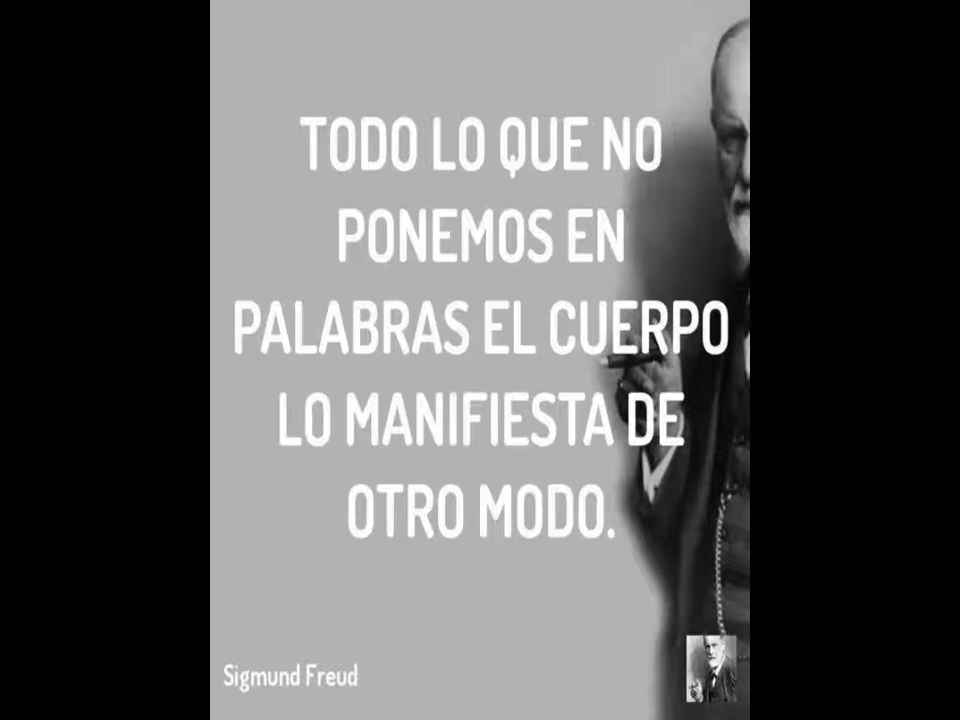 TODO LO QUE NO
PONEMOS EN
PALABRAS EL CUERPO
LO MANIFIESTA DE
OTRO MODO.
Sigmund Freud